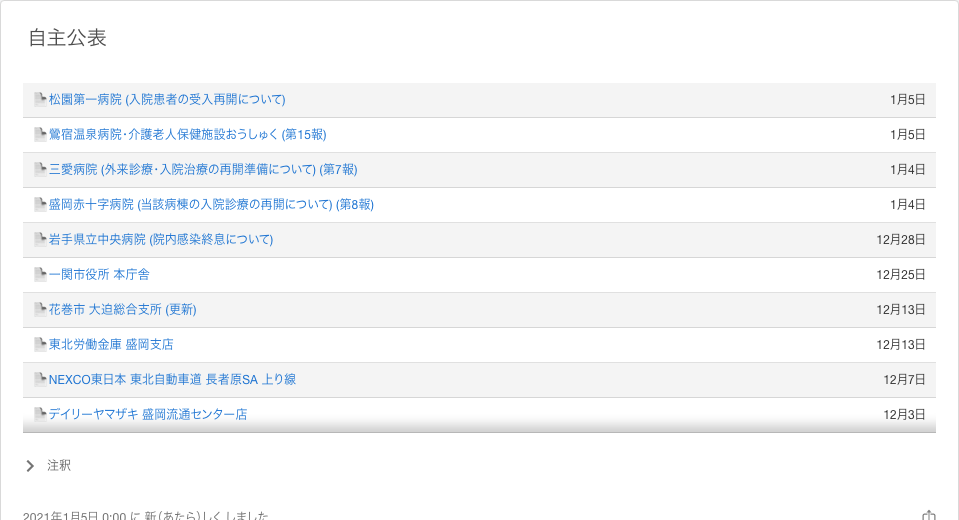 自主公表
松園第一病院 (入院患者の受入再開について) 1月5日
鶯宿温泉病院・介護老人保健施設おうしゅく (第15報) 1月5日
三愛病院 (外来診療・入院治療の再開準備について) (第7報) 1月4日
盛岡赤十字病院 (当該病棟の入院診療の再開について) (第8報) 1月4日
岩手県立中央病院 (院内感染終息について) 12月28日
一関市役所 本庁舎 12月25日
花巻市 大迫総合支所 (更新) 12月13日
東北労働金庫 盛岡支店 12月13日
NEXCO東日本 東北自動車道 長者原SA 上り線 12月7日
デイリーヤマザキ 盛岡流通センター店 12月3日
注釈
2021年1月5日 0:00 に 新(あたら)しく しました